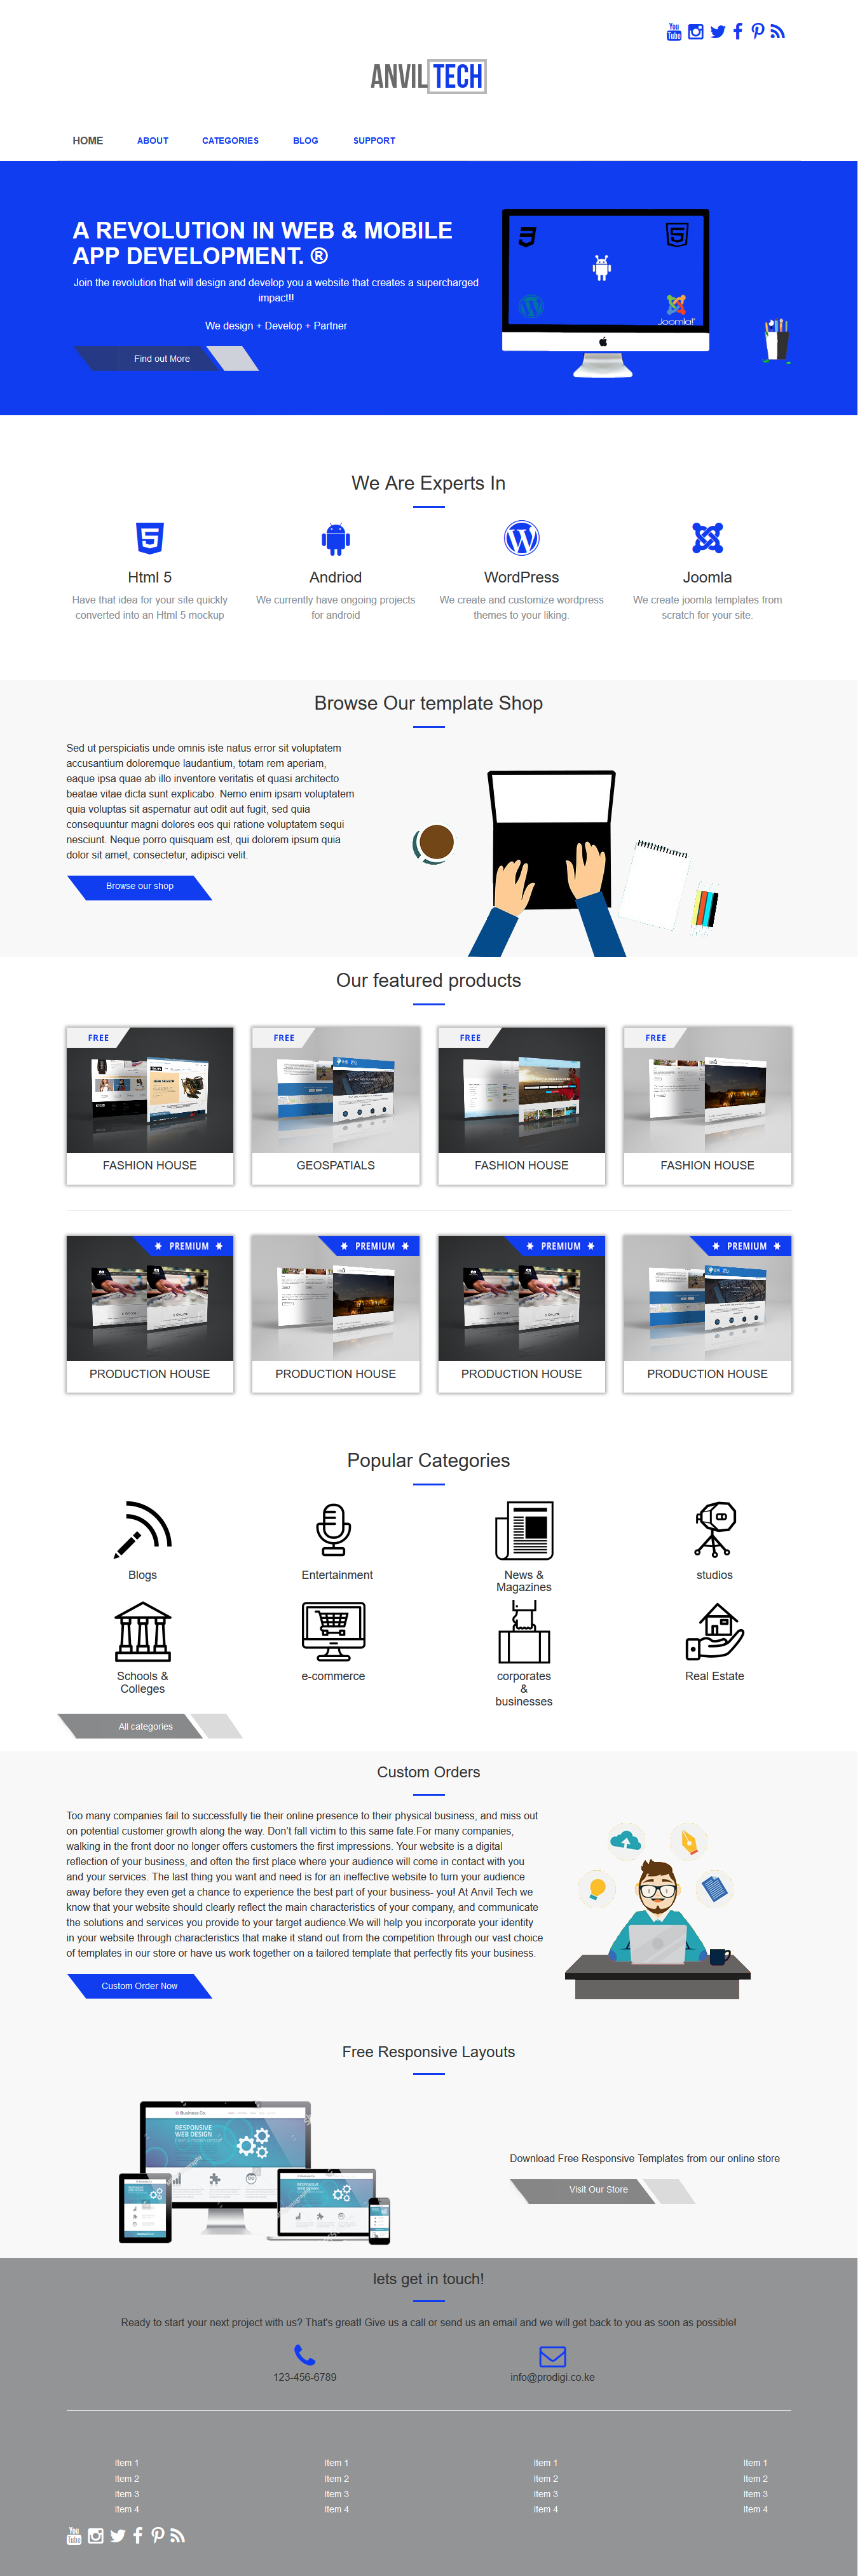 You
Tube
ANVIL TECH
HOME ABOUT CATEGORIES BLOG SUPPORT
A REVOLUTION IN WEB & MOBILE
APP DEVELOPMENT. ®
Join the revolution that will design and develop you a website that creates a supercharged
impact!!
We design + Develop + Partner
Find out More
Joomla!
We Are Experts In
Html 5
Have that idea for your site quickly
converted into an Html 5 mockup
Andriod
We currently have ongoing projects
for android
WordPress
We create and customize wordpress
themes to your liking.
Joomla
We create joomla templates from
scratch for your site.
Browse Our template Shop
Sed ut perspiciatis unde omnis iste natus error sit voluptatem
accusantium doloremque laudantium, totam rem aperiam,
eaque ipsa quae ab illo inventore veritatis et quasi architecto
beatae vitae dicta sunt explicabo. Nemo enim ipsam voluptatem
quia voluptas sit aspernatur aut odit aut fugit, sed quia
consequuntur magni dolores eos qui ratione voluptatem sequi
nesciunt. Neque porro quisquam est, qui dolorem ipsum quia
dolor sit amet, consectetur, adipisci velit.
Browse our shop
Our featured products
FREE FREE FREE FREE
FASHION HOUSE GEOSPATIALS FASHION HOUSE FASHION HOUSE
PREMIUM PREMIUM PREMIUM PREMIUM
PRODUCTION HOUSE PRODUCTION HOUSE PRODUCTION HOUSE PRODUCTION HOUSE
Popular Categories
Blogs
Entertainment
News &
Magazines
studios
Schools &
Colleges
e-commerce
corporates
&
businesses
Real Estate
All categories
Custom Orders
Too many companies fail to successfully tie their online presence to their physical business, and miss out
on potential customer growth along the way. Don't fall victim to this same fate.For many companies,
walking in the front door no longer offers customers the first impressions. Your website is a digital
reflection of your business, and often the first place where your audience will come in contact with you
and your services. The last thing you want and need is for an ineffective website to turn your audience
away before they even get a chance to experience the best part of your business- you! At Anvil Tech we
know that your website should clearly reflect the main characteristics of your company, and communicate
the solutions and services you provide to your target audience.We will help you incorporate your identity
in your website through characteristics that make it stand out from the competition through our vast choice
of templates in our store or have us work together on a tailored template that perfectly fits your business.
Custom Order Now
Free Responsive Layouts
Business Co.
RESPONSIVE
WEB DESIGN
Download Free Responsive Templates from our online store
Visit Our Store
lets get in touch!
Ready to start your next project with us? That's great! Give us a call or send us an email and we will get back to you as soon as possible!
123-456-6789
info@prodigi.co.ke
Item 1 Item 1 Item 1 Item 1
Item 2 Item 2 Item 2 Item 2
Item 3 Item 3 Item 3 Item 3
Item 4 Item 4 Item 4 Item 4
You
Tube